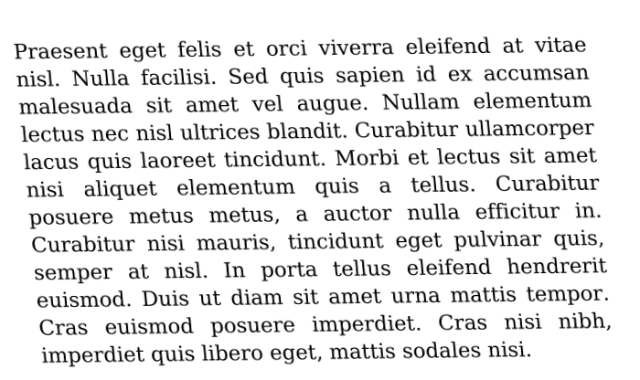 Praesent eget felis et orci viverra eleifend at vitae
nisl. Nulla facilisi. Sed quis sapien id ex accumsan
malesuada sit amet vel augue. Nullam elementum
lectus nec nisl ultrices blandit. Curabitur ullamcorper
lacus quis laoreet tincidunt. Morbi et lectus sit amet
nisi aliquet elementum quis a tellus. Curabitur
posuere metus metus, a auctor nulla efficitur in.
Curabitur nisi mauris, tincidunt eget pulvinar quis,
semper at nisl. In porta tellus eleifend hendrerit
euismod. Duis ut diam sit amet urna mattis tempor.
Cras euismod posuere imperdiet. Cras nisi nibh,
imperdiet quis libero eget, mattis sodales nisi.